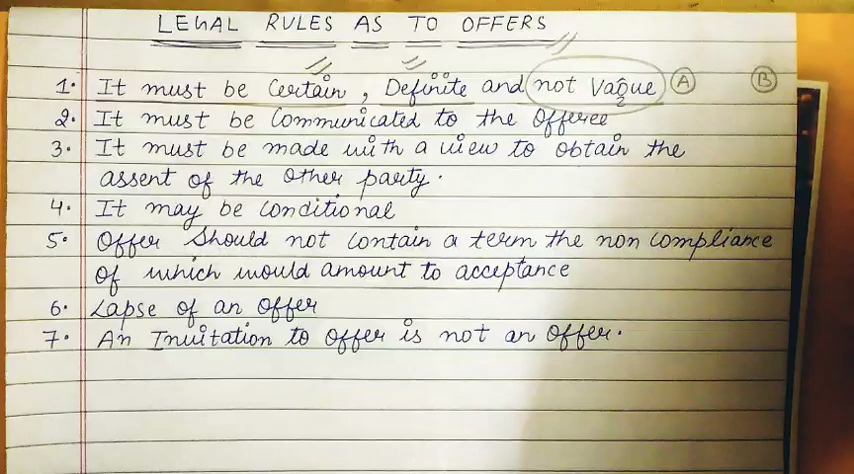 LEGAL RULES AS TO OFFERS
1. It must be Certain, Definite and not Vague A B
2. It must be Communicated to the Offeree
3. It must be made with a view to obtain the
assent of the other party.
4. It may be Conditional
5. Offer Should not Contain a term the non Compliance
of which would amount to acceptance
6. Lapse of an Offer
7. An Invitation to Offer is not an Offer.